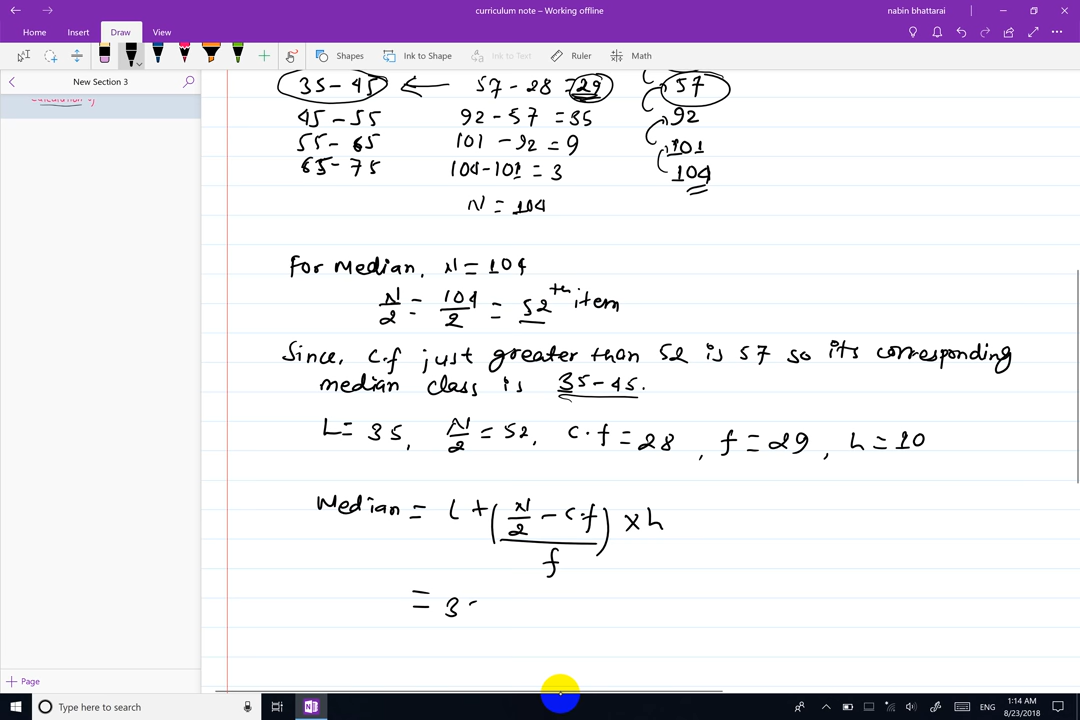 curriculum note – Working offline
nabin bhattarai
Home Insert Draw View
Shapes Ink to Shape Ink to Text Ruler Math
New Section 3
35-45 ← 57-28 = 29 57
45-55 92-57 = 35 92
55-65 101-92 = 9 101
65-75 104-101 = 3 104
N = 104
For Median, N = 104
N/2 = 104/2 = 52th item
Since, c.f just greater than 52 is 57 so its corresponding
median class is 35-45.
L = 35, N/2 = 52, c.f = 28, f = 29, h = 10
Median = L + (N/2 - c.f / f) × h
= 3
+ Page
Type here to search
ENG
1:14 AM
8/23/2018